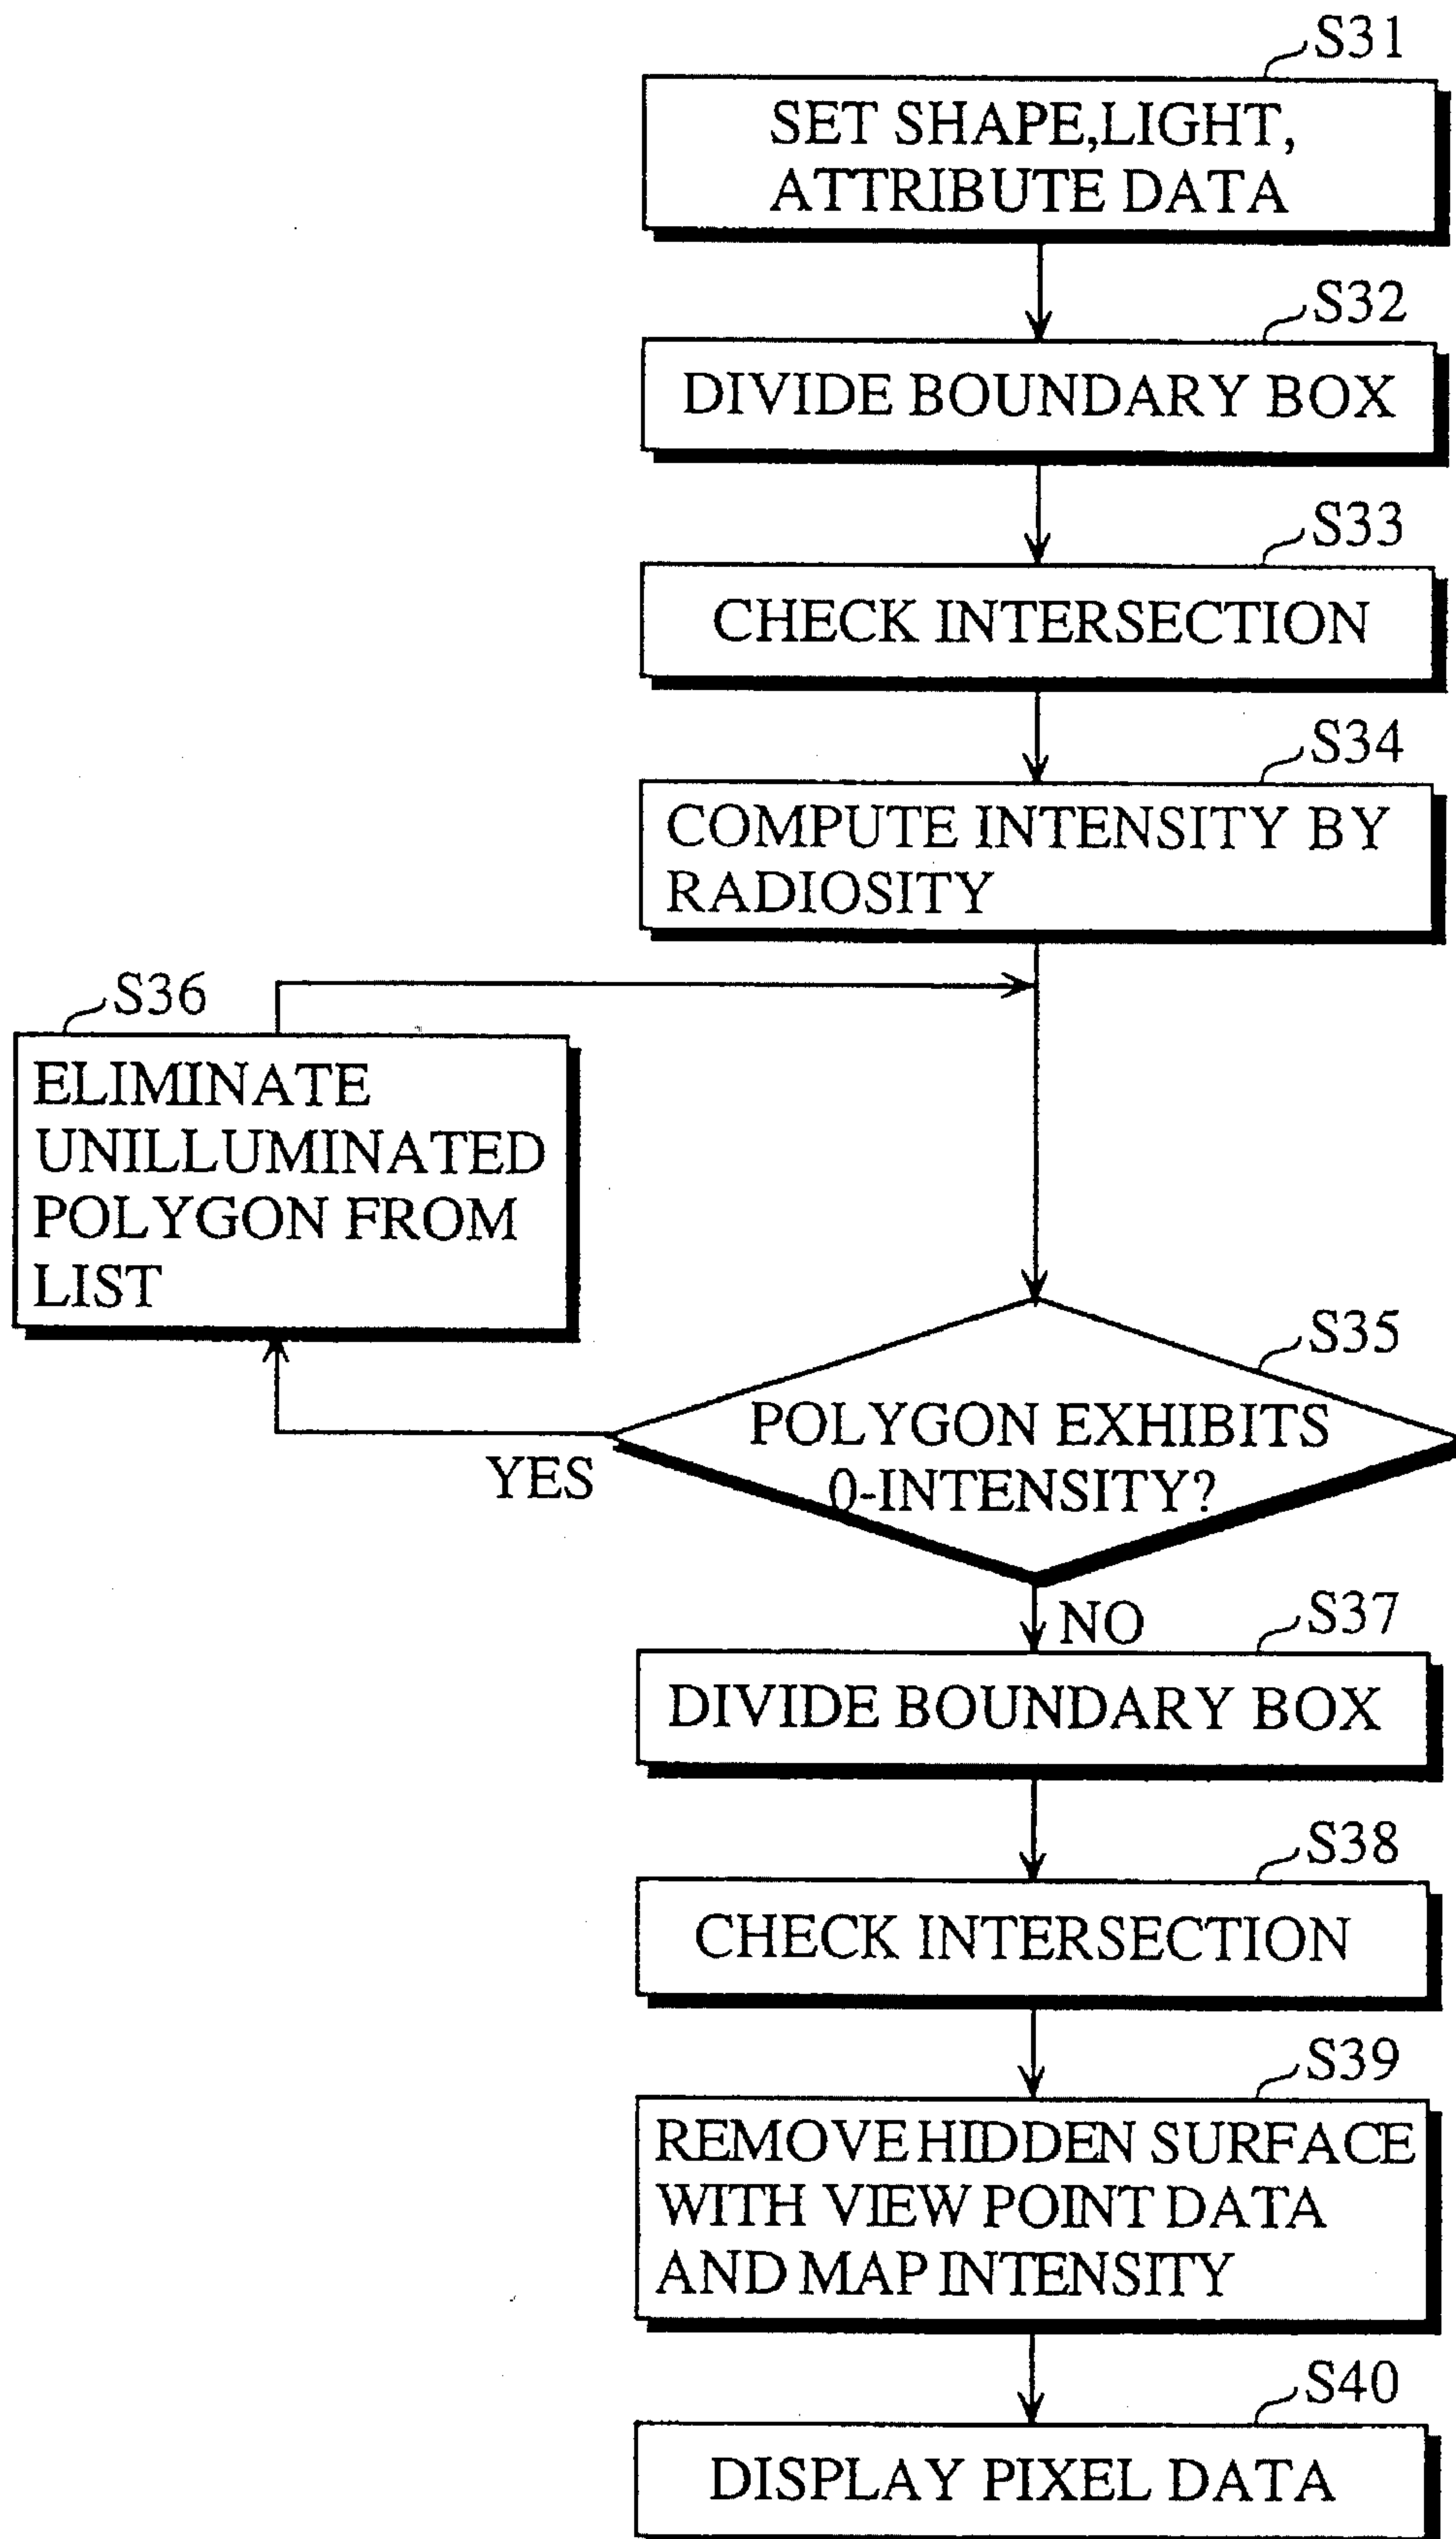 S31
SET SHAPE,LIGHT,
ATTRIBUTE DATA
S32
DIVIDE BOUNDARY BOX
S33
CHECK INTERSECTION
S34
COMPUTE INTENSITY BY
RADIOSITY
S36
ELIMINATE
UNILLUMINATED
POLYGON FROM
LIST
S35
POLYGON EXHIBITS
0-INTENSITY?
YES
NO
S37
DIVIDE BOUNDARY BOX
S38
CHECK INTERSECTION
S39
REMOVE HIDDEN SURFACE
WITH VIEW POINT DATA
AND MAP INTENSITY
S40
DISPLAY PIXEL DATA